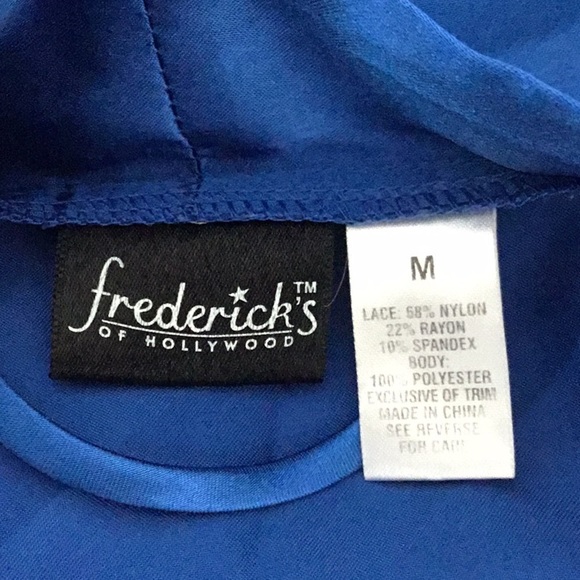 frederick's™
OF HOLLYWOOD
M
LACE: 68% NYLON
22% RAYON
10% SPANDEX
BODY:
100% POLYESTER
EXCLUSIVE OF TRIM
MADE IN CHINA
SEE REVERSE
FOR CARE